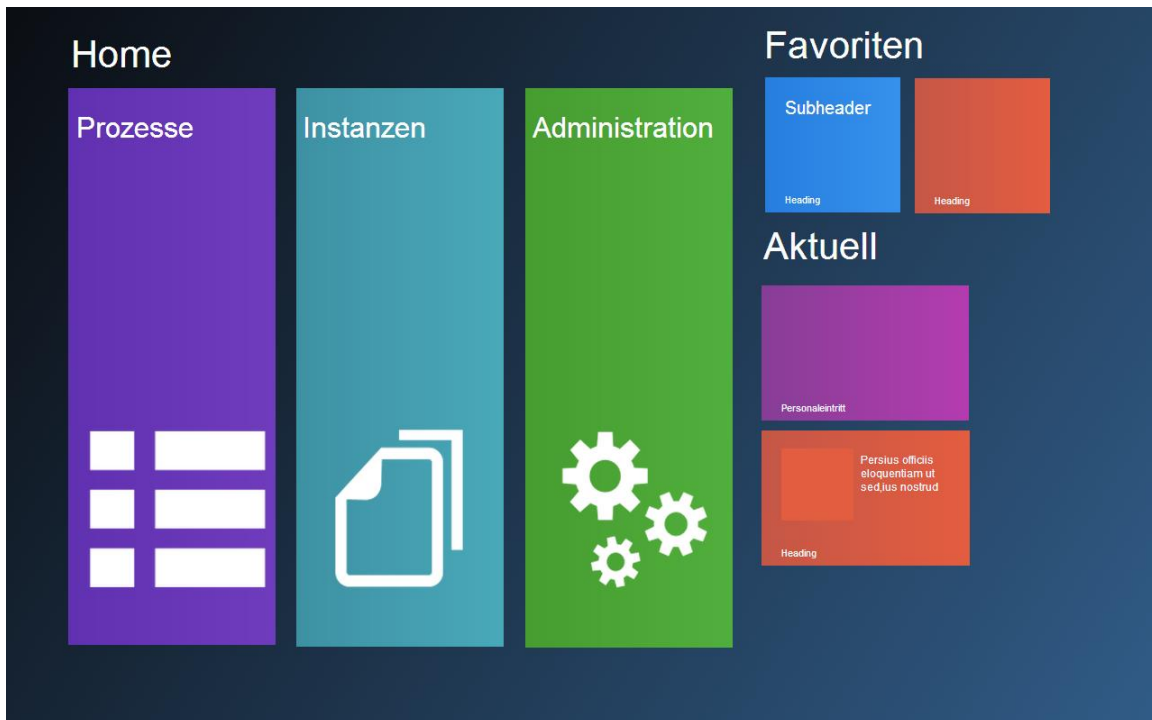 Home
Prozesse
Instanzen
Administration
Favoriten
Subheader
Heading
Heading
Aktuell
Personaleintritt
Persius officiis
eloquentiam ut
sed,ius nostrud
Heading